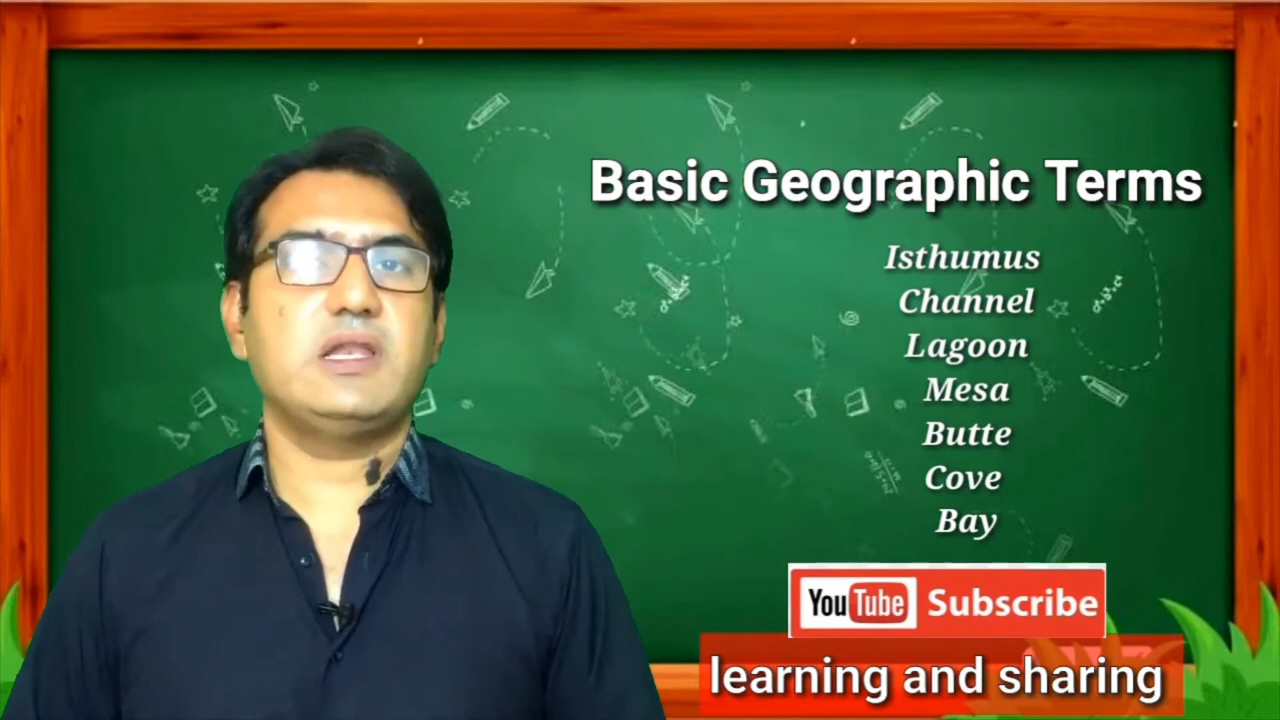 Basic Geographic Terms
Isthumus
Channel
Lagoon
Mesa
Butte
Cove
Bay
YouTube Subscribe
learning and sharing